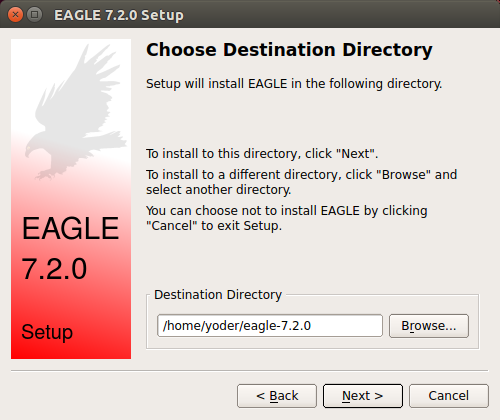 EAGLE 7.2.0 Setup
Choose Destination Directory
Setup will install EAGLE in the following directory.
To install to this directory, click "Next".
To install to a different directory, click "Browse" and
select another directory.
You can choose not to install EAGLE by clicking
"Cancel" to exit Setup.
EAGLE
7.2.0
Setup
Destination Directory
/home/yoder/eagle-7.2.0
Browse...
< Back
Next >
Cancel